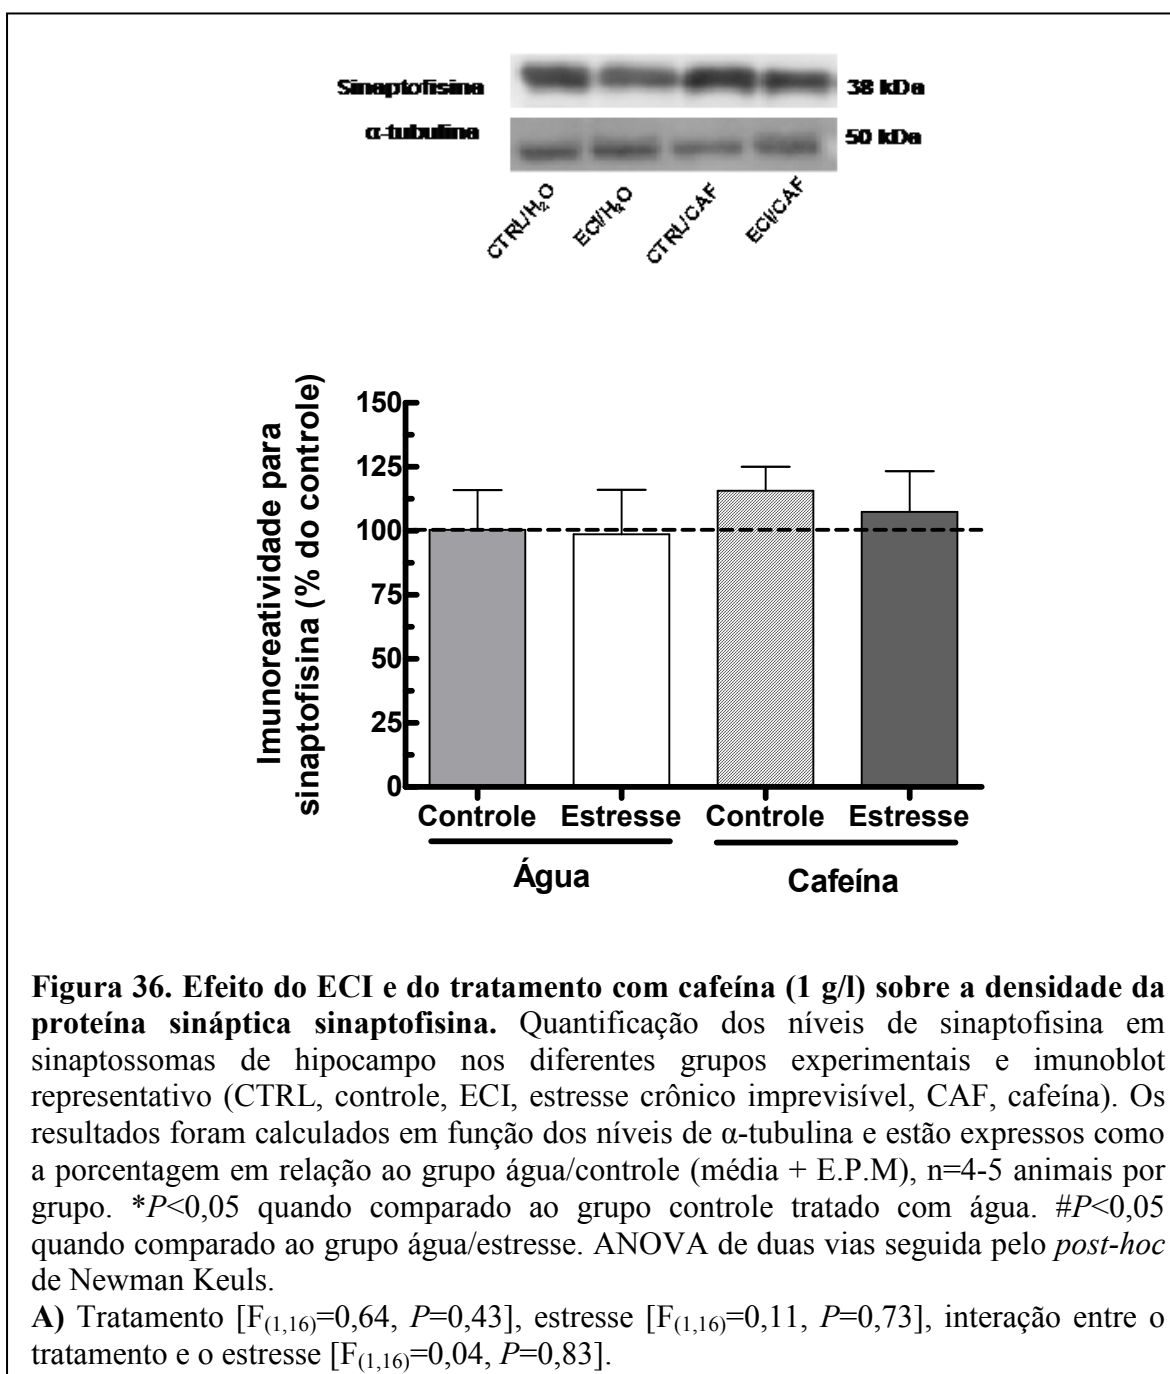 Sinaptofisina
38 kDa
α-tubulina
50 kDa
CTRL/H₂O
ECI/H₂O
CTRL/CAF
ECI/CAF
Imunoreatividade para
sinaptofisina (% do controle)
150
125
100
75
50
25
0
Controle Estresse Controle Estresse
Água Cafeína
Figura 36. Efeito do ECI e do tratamento com cafeína (1 g/l) sobre a densidade da
proteína sináptica sinaptofisina. Quantificação dos níveis de sinaptofisina em
sinaptossomas de hipocampo nos diferentes grupos experimentais e imunoblot
representativo (CTRL, controle, ECI, estresse crônico imprevisível, CAF, cafeína). Os
resultados foram calculados em função dos níveis de α-tubulina e estão expressos como
a porcentagem em relação ao grupo água/controle (média + E.P.M), n=4-5 animais por
grupo. *P<0,05 quando comparado ao grupo controle tratado com água. #P<0,05
quando comparado ao grupo água/estresse. ANOVA de duas vias seguida pelo post-hoc
de Newman Keuls.
A) Tratamento [F(1,16)=0,64, P=0,43], estresse [F(1,16)=0,11, P=0,73], interação entre o
tratamento e o estresse [F(1,16)=0,04, P=0,83].